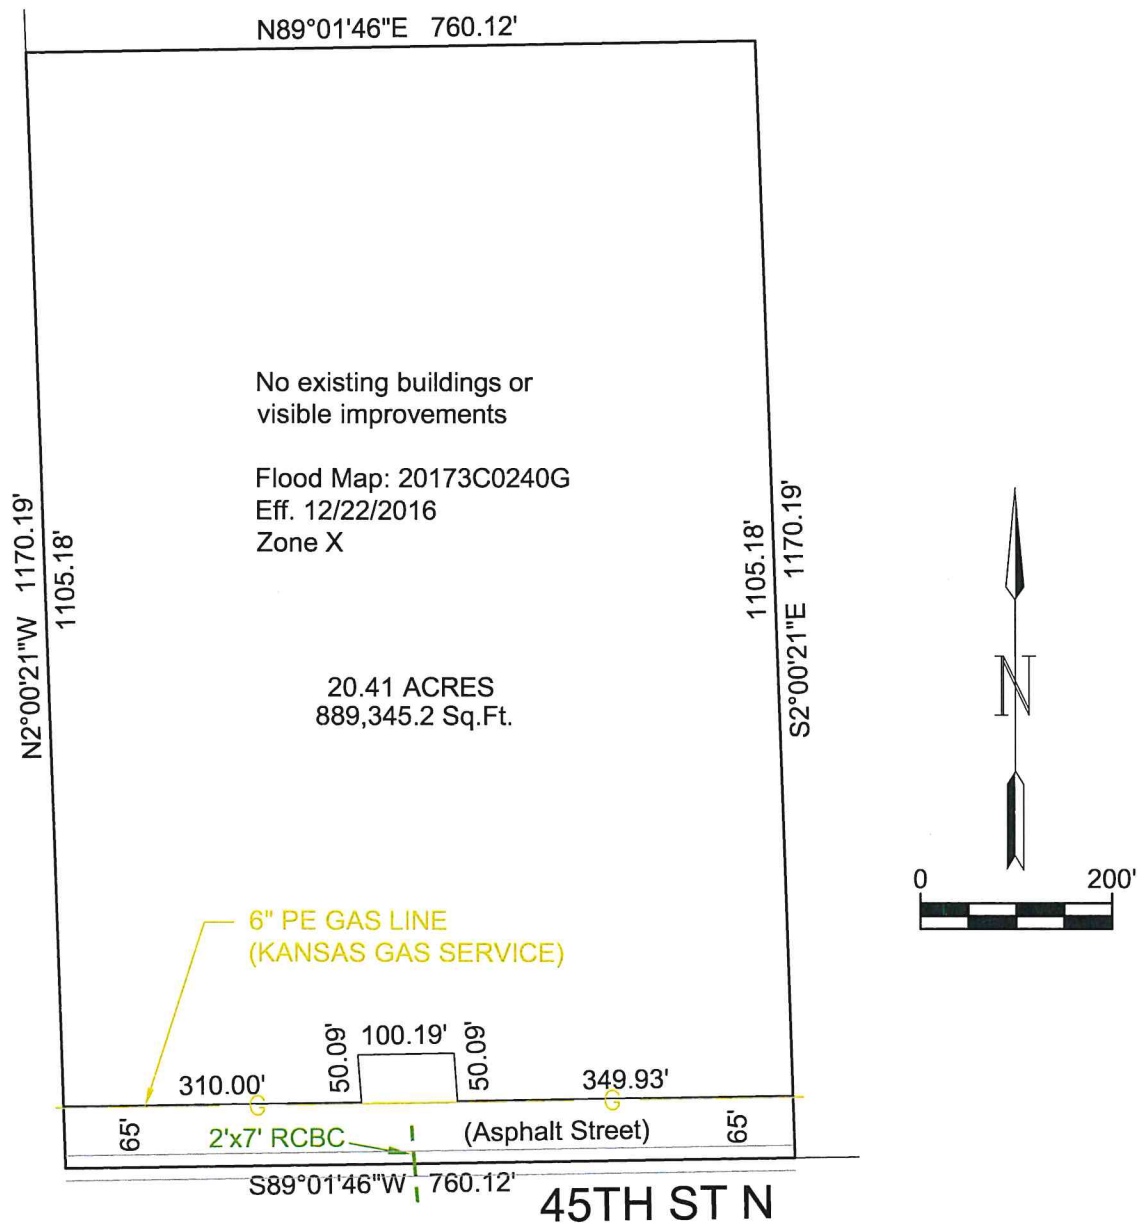 N89°01'46"E 760.12'
No existing buildings or
visible improvements
Flood Map: 20173C0240G
Eff. 12/22/2016
Zone X
N2°00'21"W 1170.19'
1105.18'
1105.18'
S2°00'21"E 1170.19'
20.41 ACRES
889,345.2 Sq.Ft.
N
0 200'
6" PE GAS LINE
(KANSAS GAS SERVICE)
50.09'
100.19'
50.09'
310.00'
349.93'
G
G
65'
2'x7' RCBC
(Asphalt Street)
65'
S89°01'46"W 760.12'
45TH ST N